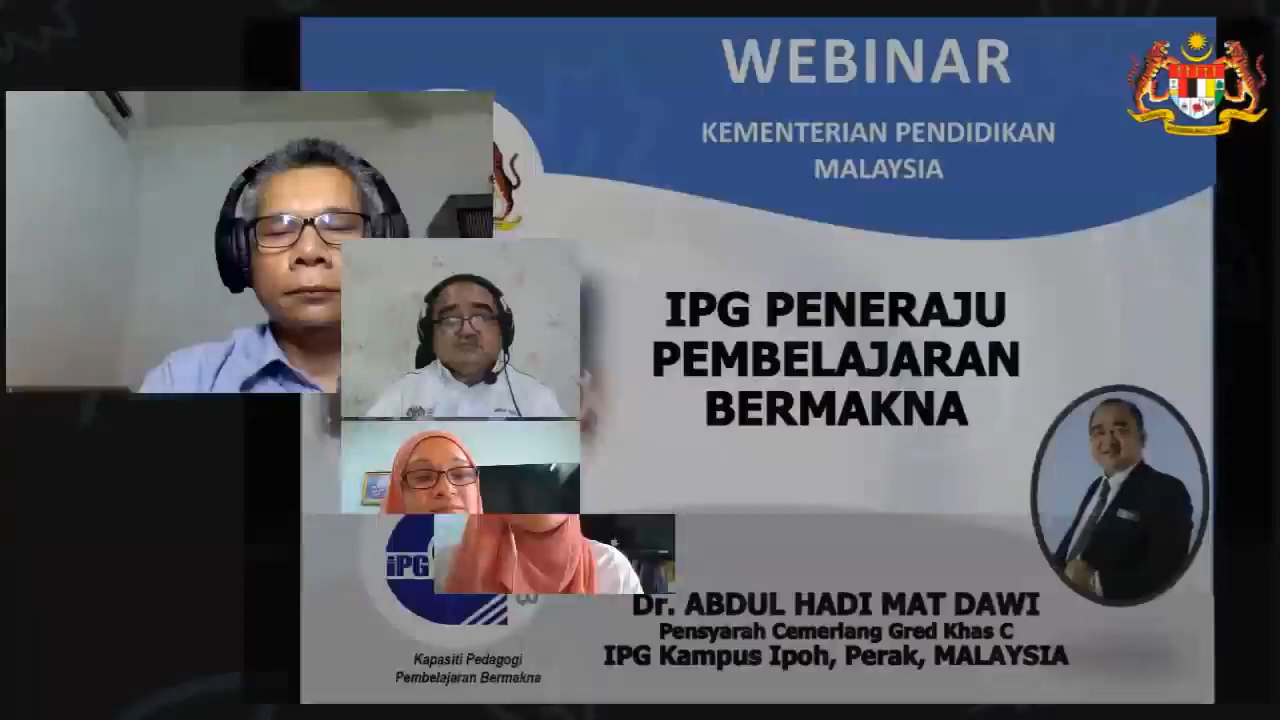 WEBINAR
KEMENTERIAN PENDIDIKAN
MALAYSIA
IPG PENERAJU
PEMBELAJARAN
BERMAKNA
iPG
Dr. ABDUL HADI MAT DAWI
Pensyarah Cemerlang Gred Khas C
IPG Kampus Ipoh, Perak, MALAYSIA
Kapasiti Pedagogi
Pembelajaran Bermakna